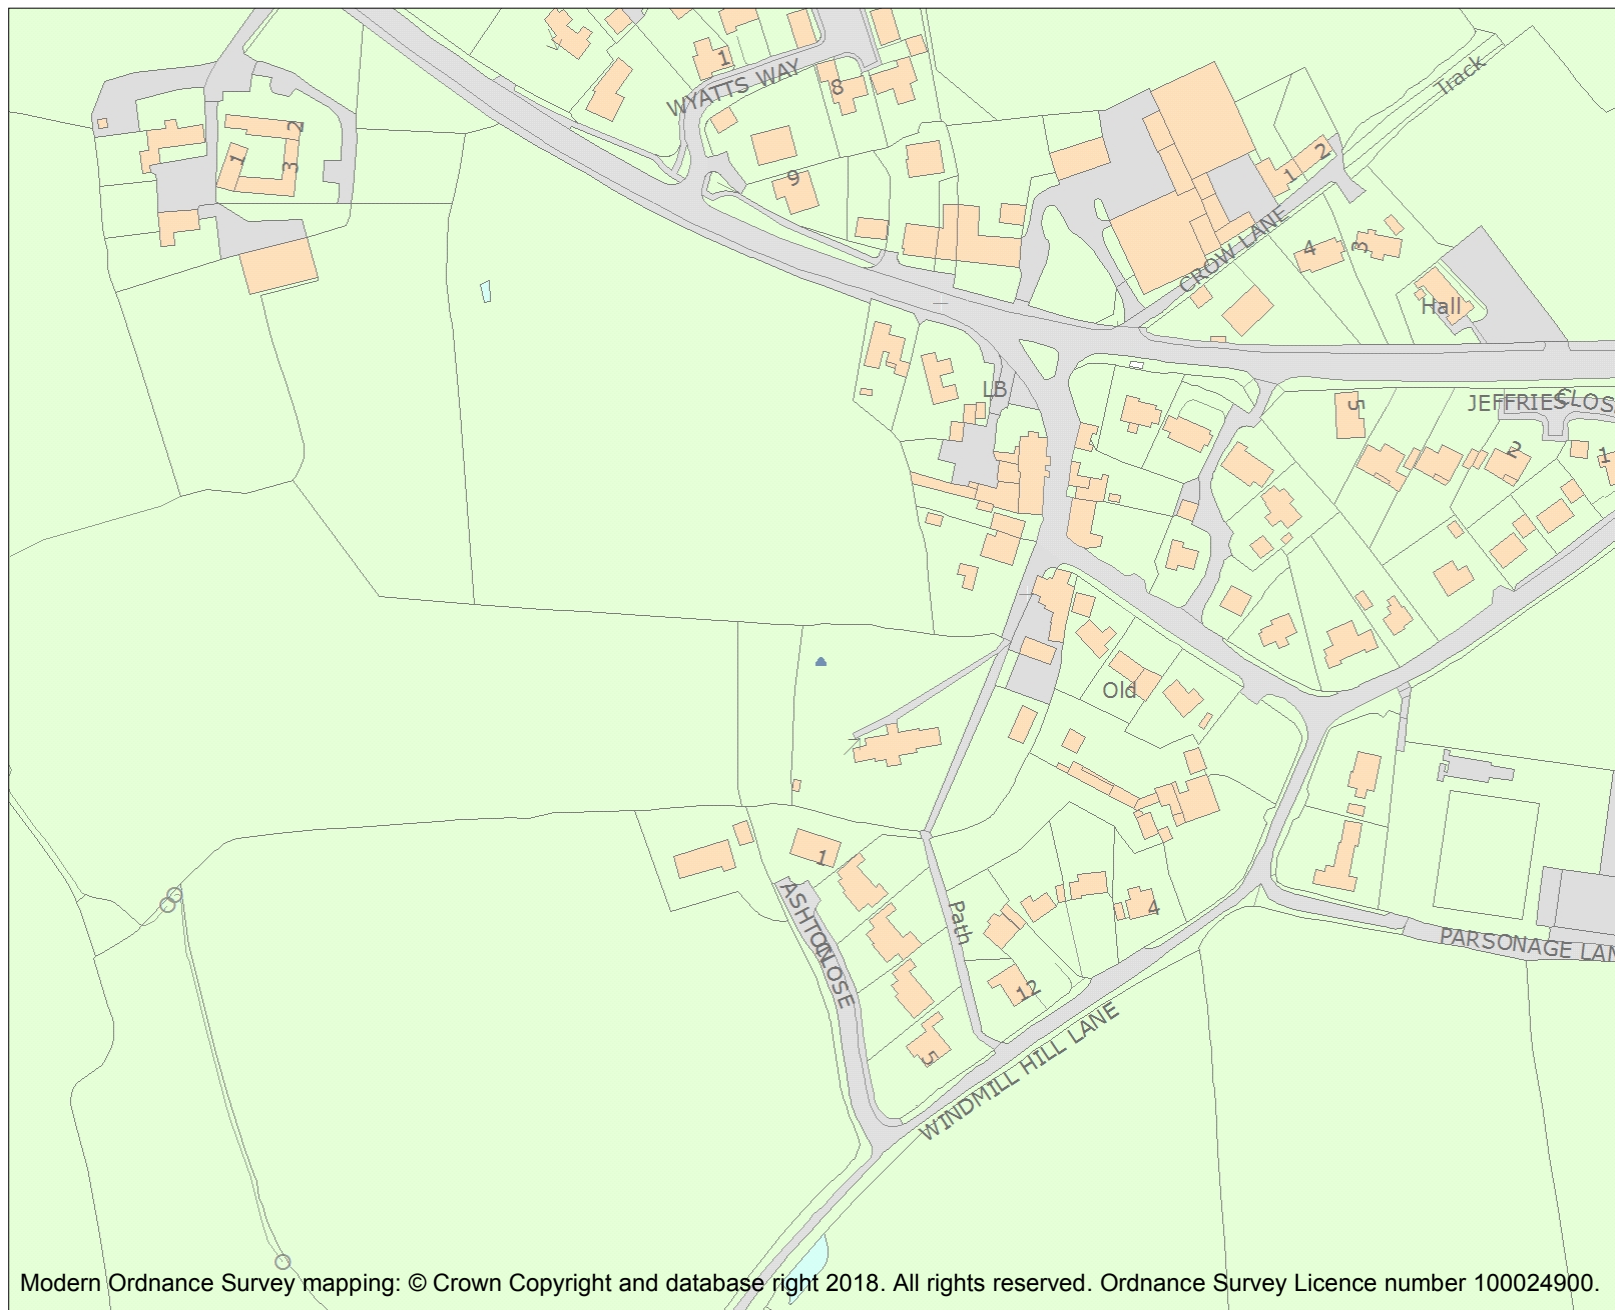 1
WYATTS WAY
8
Track
2
1
3
2
1
9
CROW LANE
4
3
Hall
LB
5
JEFFRIES CLOS
2
1
Old
1
ASHTON CLOSE
Path
4
PARSONAGE LAN
12
5
WINDMILL HILL LANE
Modern Ordnance Survey mapping: © Crown Copyright and database right 2018. All rights reserved. Ordnance Survey Licence number 100024900.